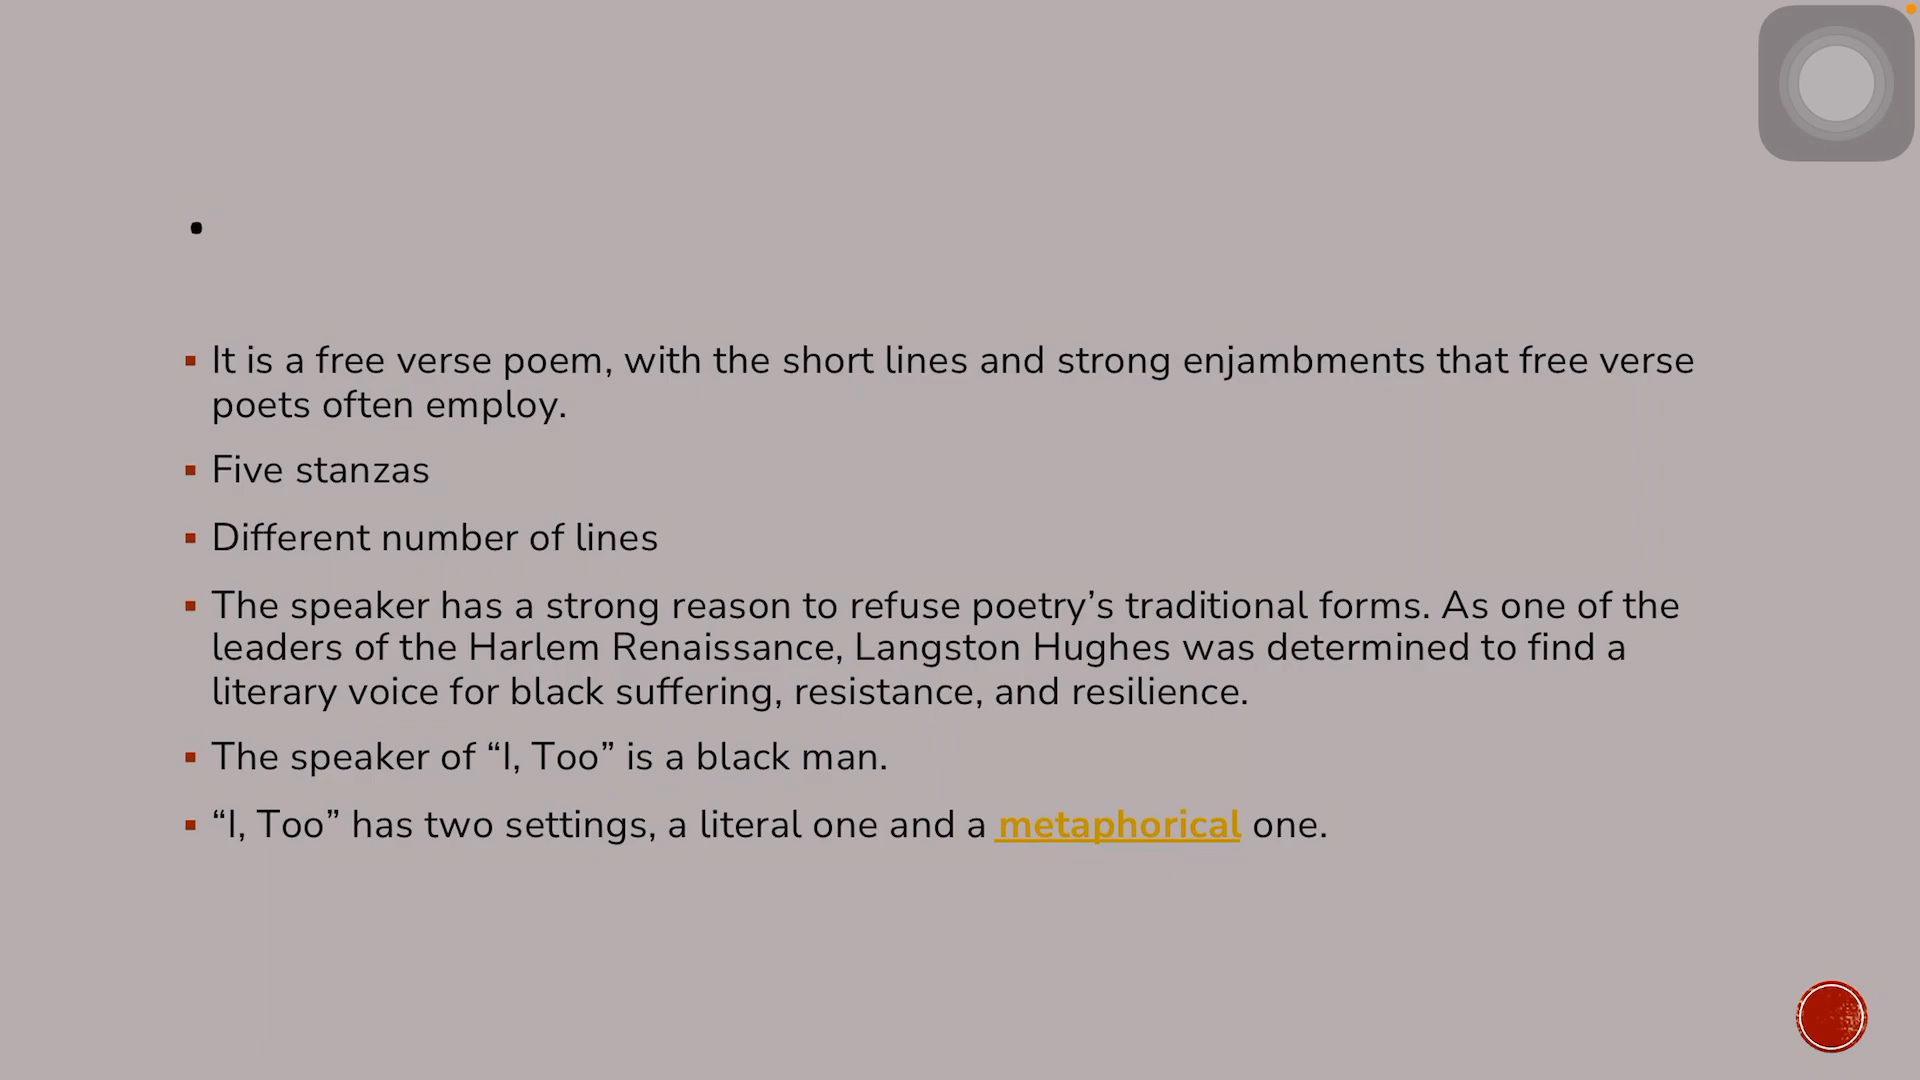 .
It is a free verse poem, with the short lines and strong enjambments that free verse
poets often employ.
Five stanzas
Different number of lines
The speaker has a strong reason to refuse poetry’s traditional forms. As one of the
leaders of the Harlem Renaissance, Langston Hughes was determined to find a
literary voice for black suffering, resistance, and resilience.
The speaker of “I, Too” is a black man.
“I, Too” has two settings, a literal one and a metaphorical one.